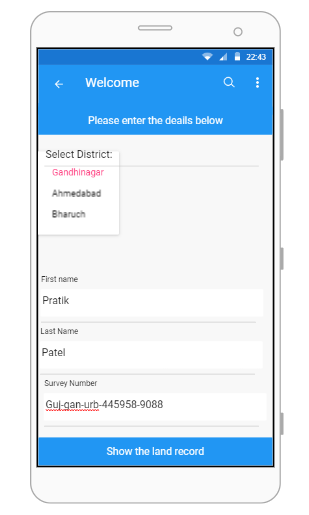 22:43
Welcome
Please enter the deails below
Select District:
Gandhinagar
Ahmedabad
Bharuch
First name
Pratik
Last Name
Patel
Survey Number
Guj-gan-urb-445958-9088
Show the land record